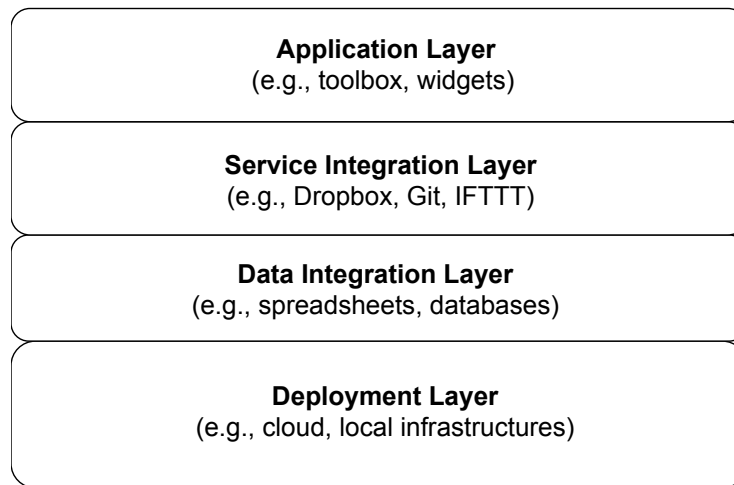 Application Layer
(e.g., toolbox, widgets)
Service Integration Layer
(e.g., Dropbox, Git, IFTTT)
Data Integration Layer
(e.g., spreadsheets, databases)
Deployment Layer
(e.g., cloud, local infrastructures)